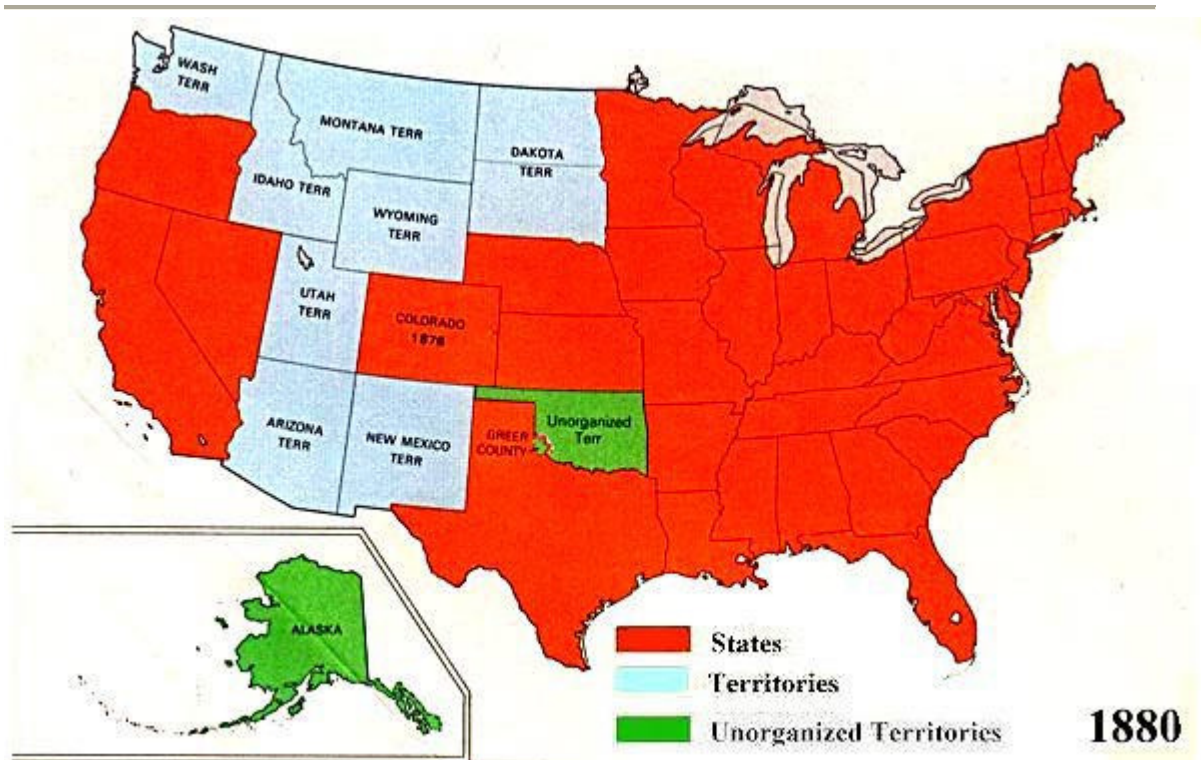 WASH
TERR
MONTANA TERR
DAKOTA
TERR
IDAHO TERR
WYOMING
TERR
UTAH
TERR
COLORADO
1876
ARIZONA
TERR
NEW MEXICO
TERR
GREER
COUNTY
Unorganized
Terr
ALASKA
States
Territories
Unorganized Territories
1880